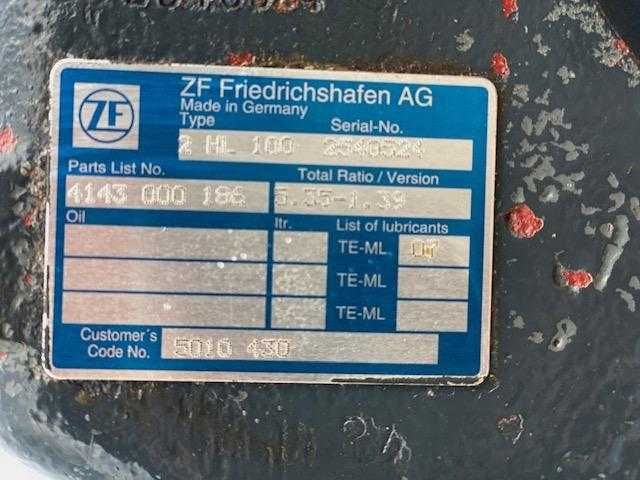 ZF
ZF Friedrichshafen AG
Made in Germany
Type Serial-No.
2 HL 100 2540524
Parts List No. Total Ratio / Version
4143 000 186 5.35-1.39
Oil ltr. List of lubricants
TE-ML
TE-ML
TE-ML
Customer's
Code No. 5010 430